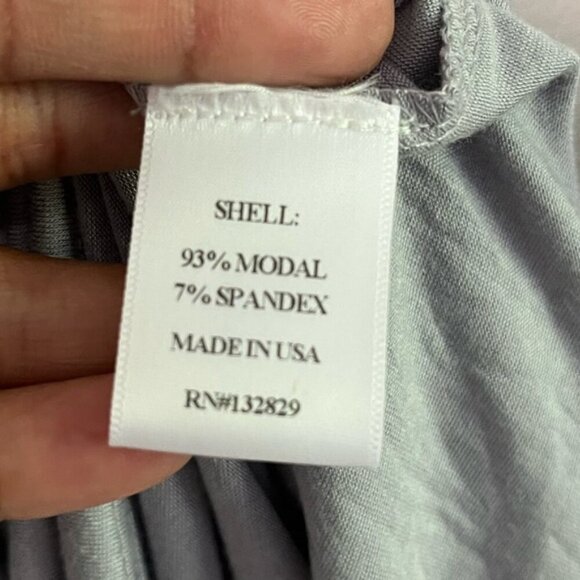 SHELL:
93% MODAL
7% SPANDEX
MADE IN USA
RN#132829